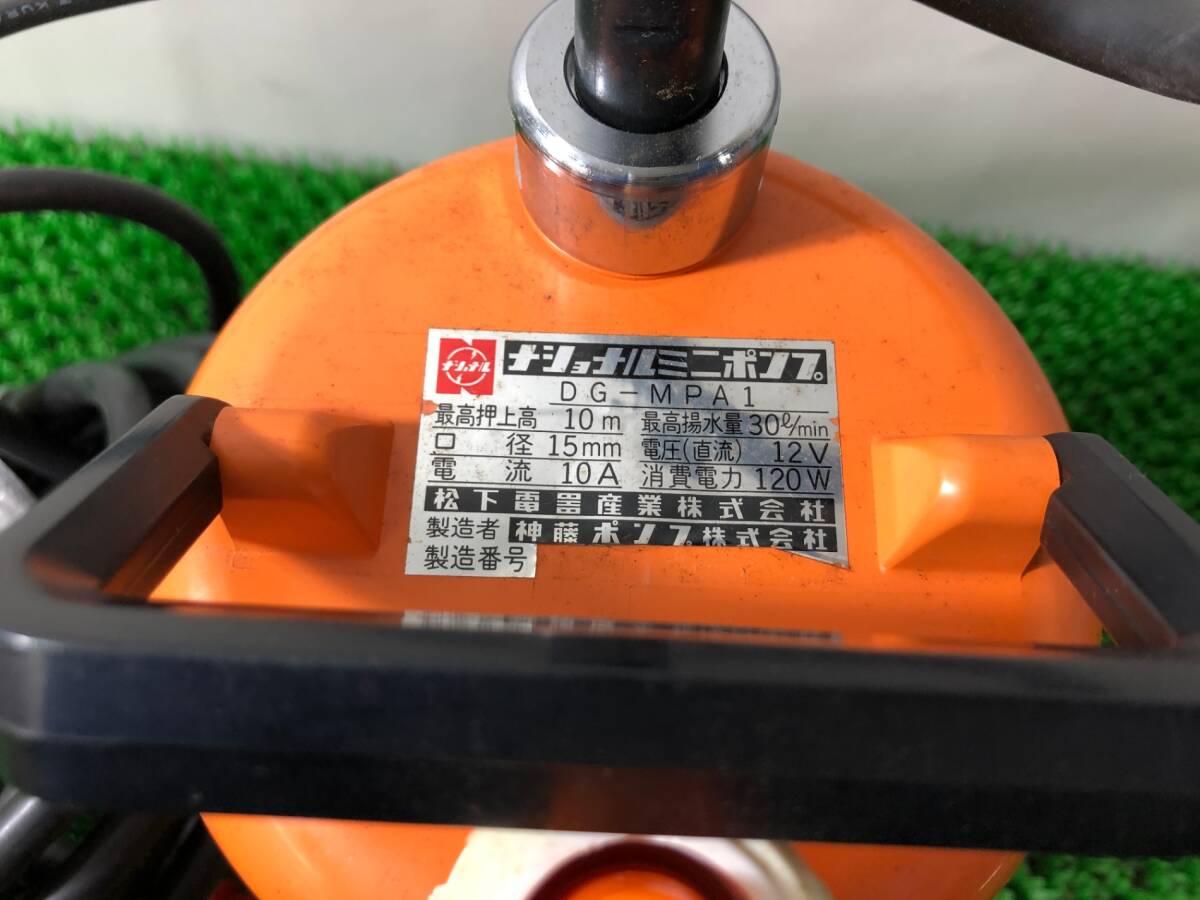 KUR
ナショナル
ナショナルミニポンプ
DG-MPA1
最高押上高 10m 最高揚水量 30ℓ/min
口径 15mm 電圧(直流) 12V
電流 10A 消費電力 120W
松下電器産業株式会社
製造者 神藤ポンプ株式会社
製造番号